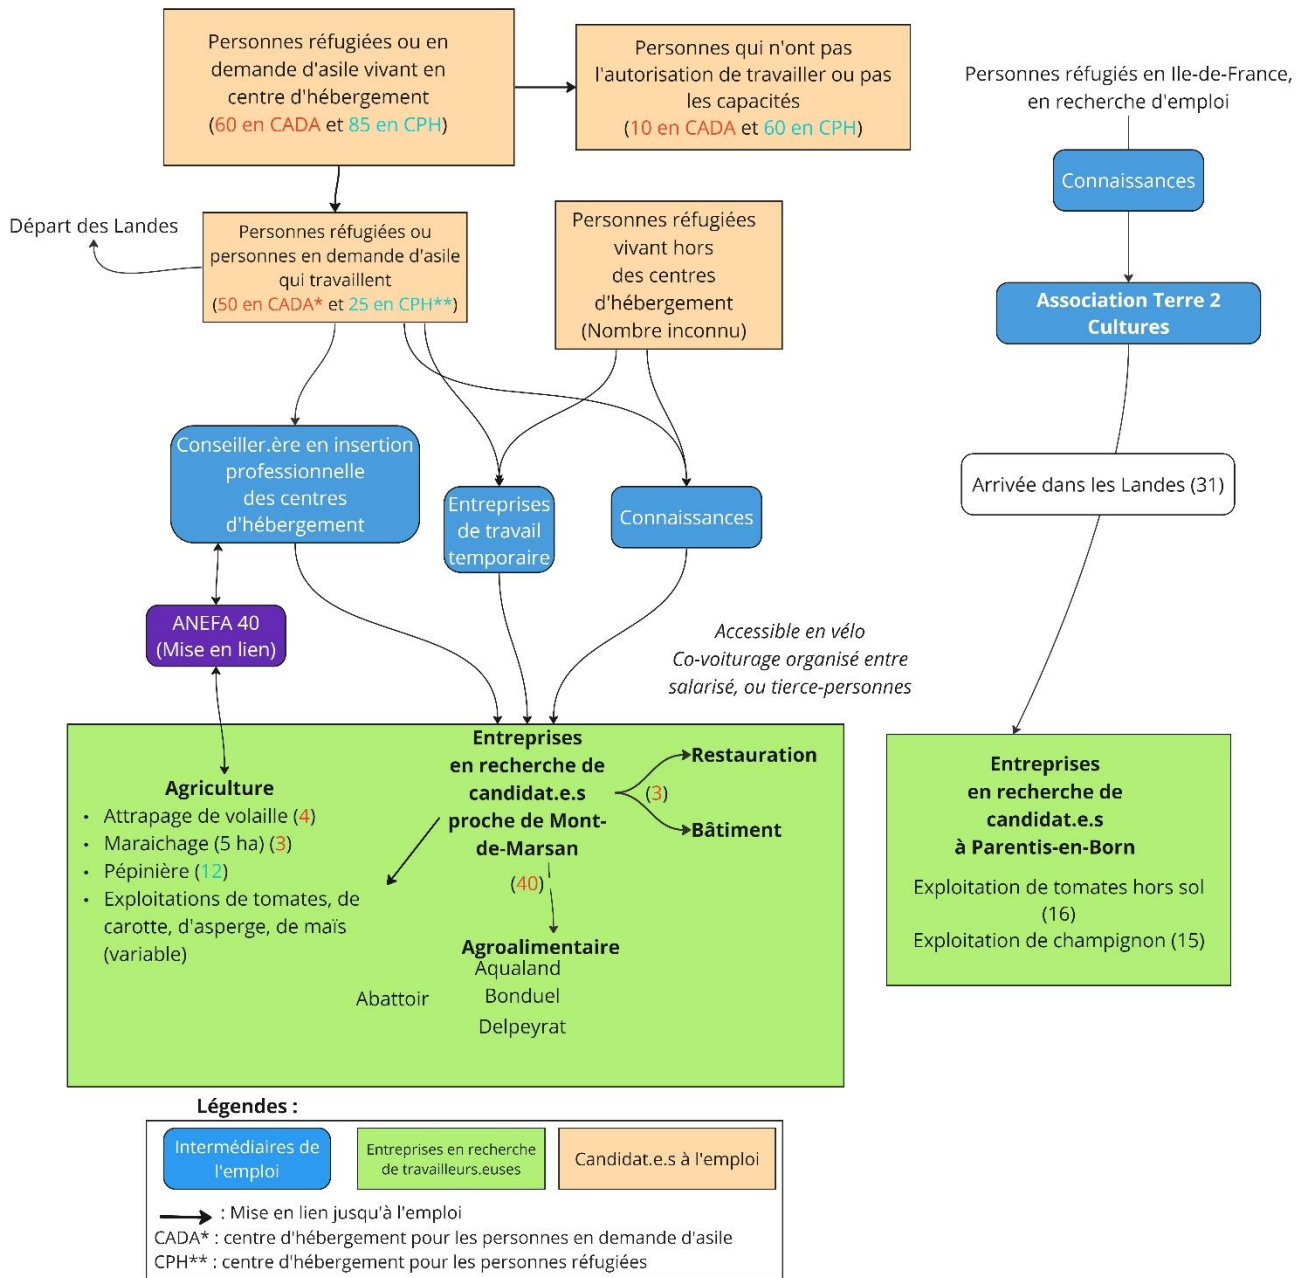 Personnes réfugiées ou en
demande d'asile vivant en
centre d'hébergement
(60 en CADA et 85 en CPH)
Personnes qui n'ont pas
l'autorisation de travailler ou pas
les capacités
(10 en CADA et 60 en CPH)
Personnes réfugiés en Ile-de-France,
en recherche d'emploi
Connaissances
Départ des Landes
Personnes réfugiées ou
personnes en demande d'asile
qui travaillent
(50 en CADA* et 25 en CPH**)
Personnes réfugiées
vivant hors
des centres
d'hébergement
(Nombre inconnu)
Association Terre 2
Cultures
Conseiller.ère en insertion
professionnelle
des centres
d'hébergement
Entreprises
de travail
temporaire
Connaissances
Arrivée dans les Landes (31)
ANEFA 40
(Mise en lien)
Accessible en vélo
Co-voiturage organisé entre
salarisé, ou tierce-personnes
Agriculture
• Attrapage de volaille (4)
• Maraichage (5 ha) (3)
• Pépinière (12)
• Exploitations de tomates, de
carotte, d'asperge, de maïs
(variable)
Entreprises
en recherche de
candidat.e.s
proche de Mont-
de-Marsan
(3)
Restauration
Bâtiment
(40)
Agroalimentaire
Aqualand
Bonduel
Delpeyrat
Abattoir
Entreprises
en recherche de
candidat.e.s
à Parentis-en-Born
Exploitation de tomates hors sol
(16)
Exploitation de champignon (15)
Légendes :
Intermédiaires de
l'emploi
Entreprises en recherche
de travailleurs.euses
Candidat.e.s à l'emploi
: Mise en lien jusqu'à l'emploi
CADA* : centre d'hébergement pour les personnes en demande d'asile
CPH** : centre d'hébergement pour les personnes réfugiées